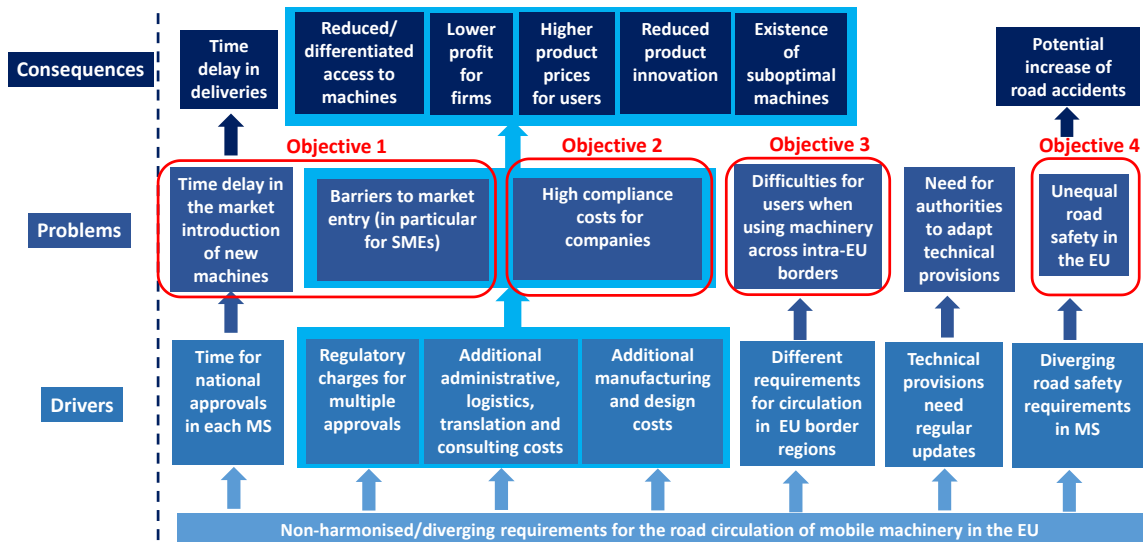 Consequences
Time
delay in
deliveries
Reduced/
differentiated
access to
machines
Lower
profit
for
firms
Higher
product
prices
for users
Reduced
product
innovation
Existence
of
suboptimal
machines
Potential
increase of
road accidents
Objective 1
Objective 2
Objective 3
Objective 4
Problems
Time delay in
the market
introduction
of new
machines
Barriers to market
entry (in particular
for SMEs)
High compliance
costs for
companies
Difficulties for
users when
using machinery
across intra-EU
borders
Need for
authorities
to adapt
technical
provisions
Unequal
road
safety in
the EU
Drivers
Time for
national
approvals
in each MS
Regulatory
charges for
multiple
approvals
Additional
administrative,
logistics,
translation and
consulting costs
Additional
manufacturing
and design
costs
Different
requirements
for circulation
in EU border
regions
Technical
provisions
need
regular
updates
Diverging
road safety
requirements
in MS
Non-harmonised/diverging requirements for the road circulation of mobile machinery in the EU